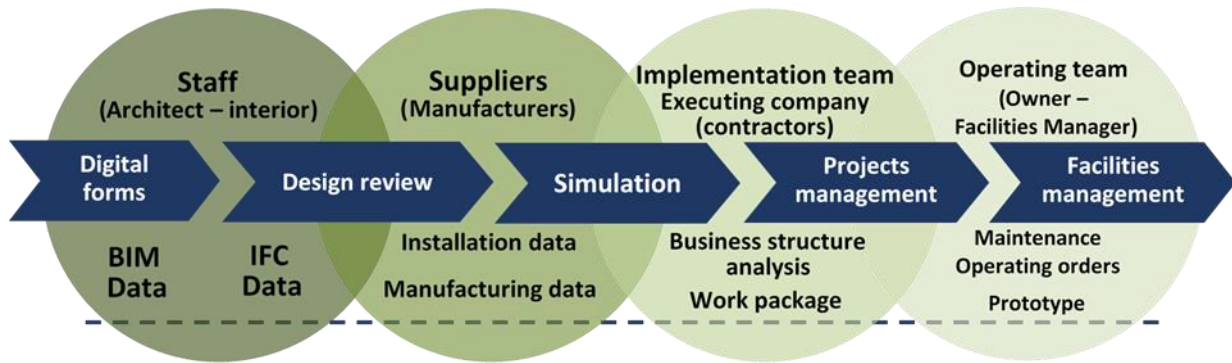 Staff
(Architect – interior)
Suppliers
(Manufacturers)
Implementation team
Executing company
(contractors)
Operating team
(Owner –
Facilities Manager)
Digital
forms
Design review
Simulation
Projects
management
Facilities
management
BIM
Data
IFC
Data
Installation data
Manufacturing data
Business structure
analysis
Work package
Maintenance
Operating orders
Prototype